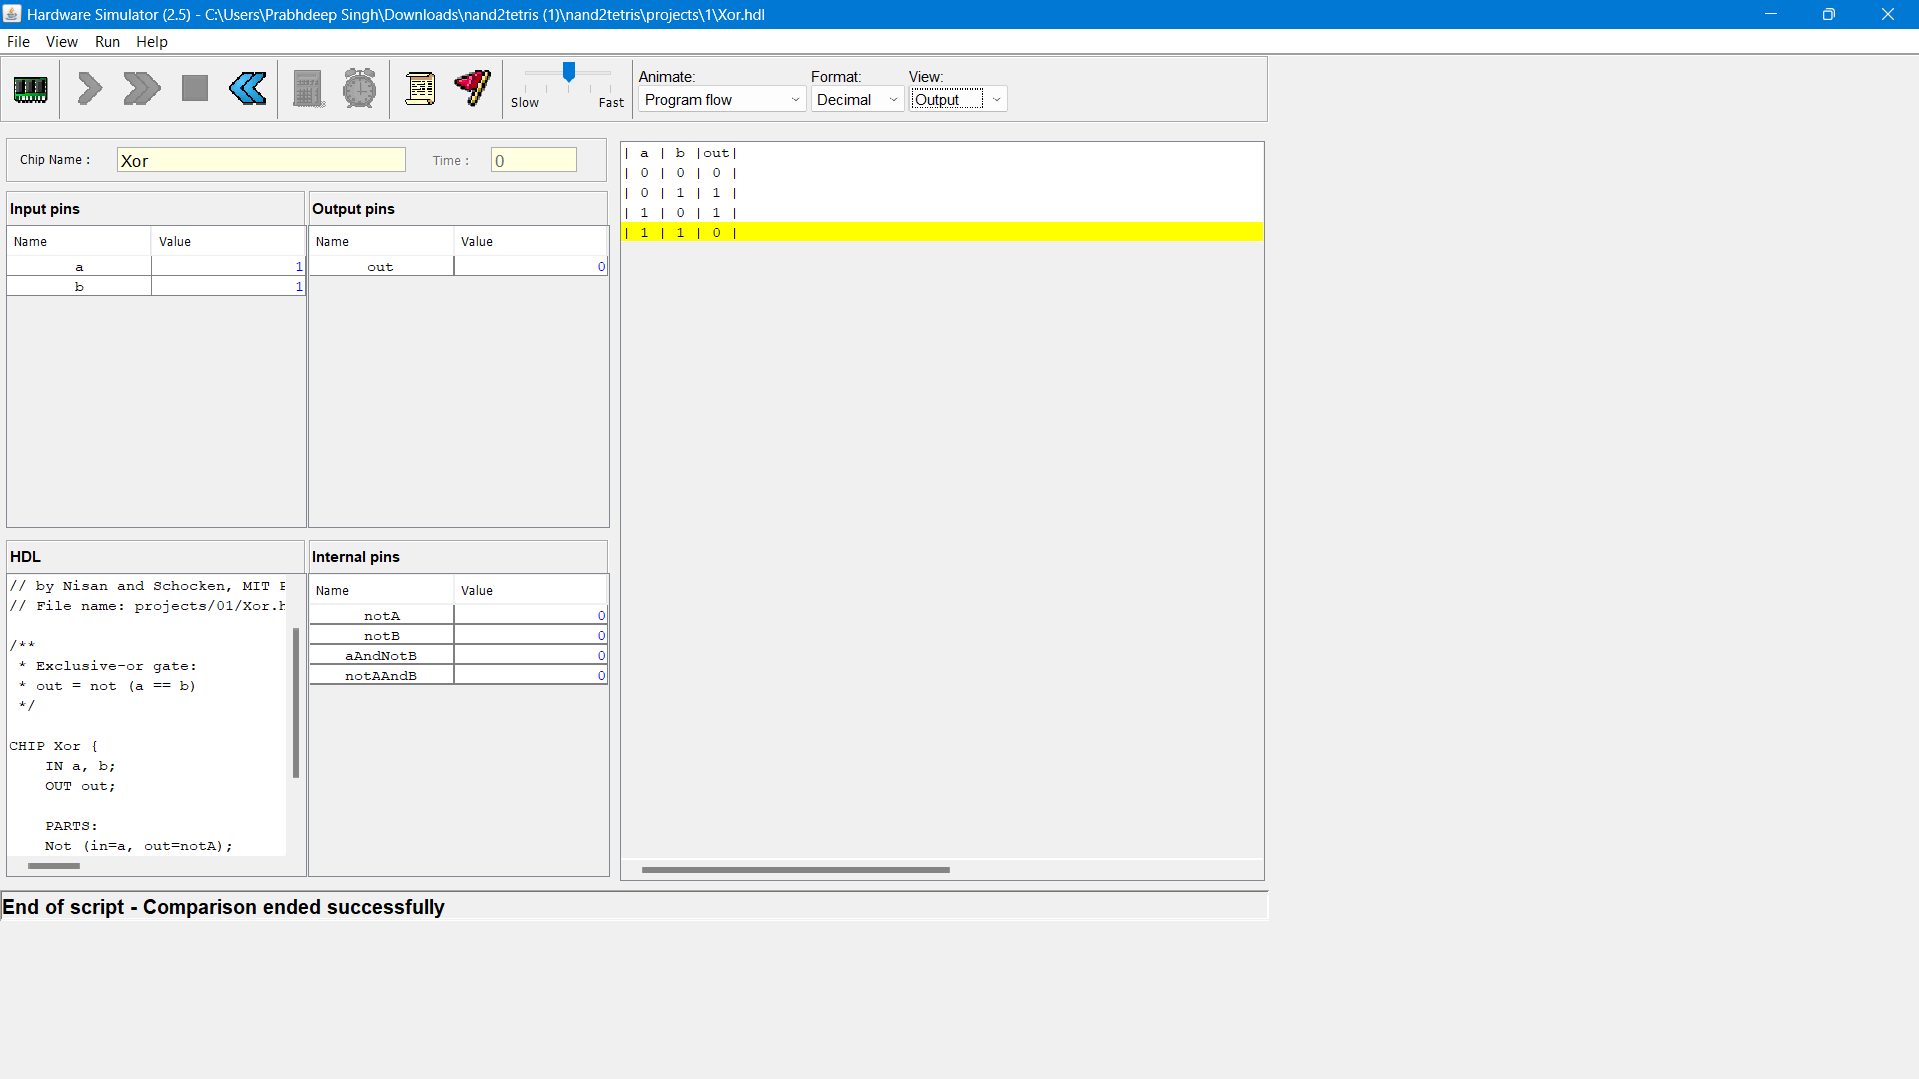 Hardware Simulator (2.5) - C:\Users\Prabhdeep Singh\Downloads\nand2tetris (1)\nand2tetris\projects\1\Xor.hdl
File View Run Help
Slow Fast
Animate: Format: View:
Program flow Decimal Output
Chip Name : Xor Time : 0
Input pins
Name Value
a 1
b 1
Output pins
Name Value
out 0
| a | b |out|
| 0 | 0 | 0 |
| 0 | 1 | 1 |
| 1 | 0 | 1 |
| 1 | 1 | 0 |
HDL
// by Nisan and Schocken, MIT
// File name: projects/01/Xor.h
/**
* Exclusive-or gate:
* out = not (a == b)
*/
CHIP Xor {
IN a, b;
OUT out;
PARTS:
Not (in=a, out=notA);
Internal pins
Name Value
notA 0
notB 0
aAndNotB 0
notAAndB 0
End of script - Comparison ended successfully